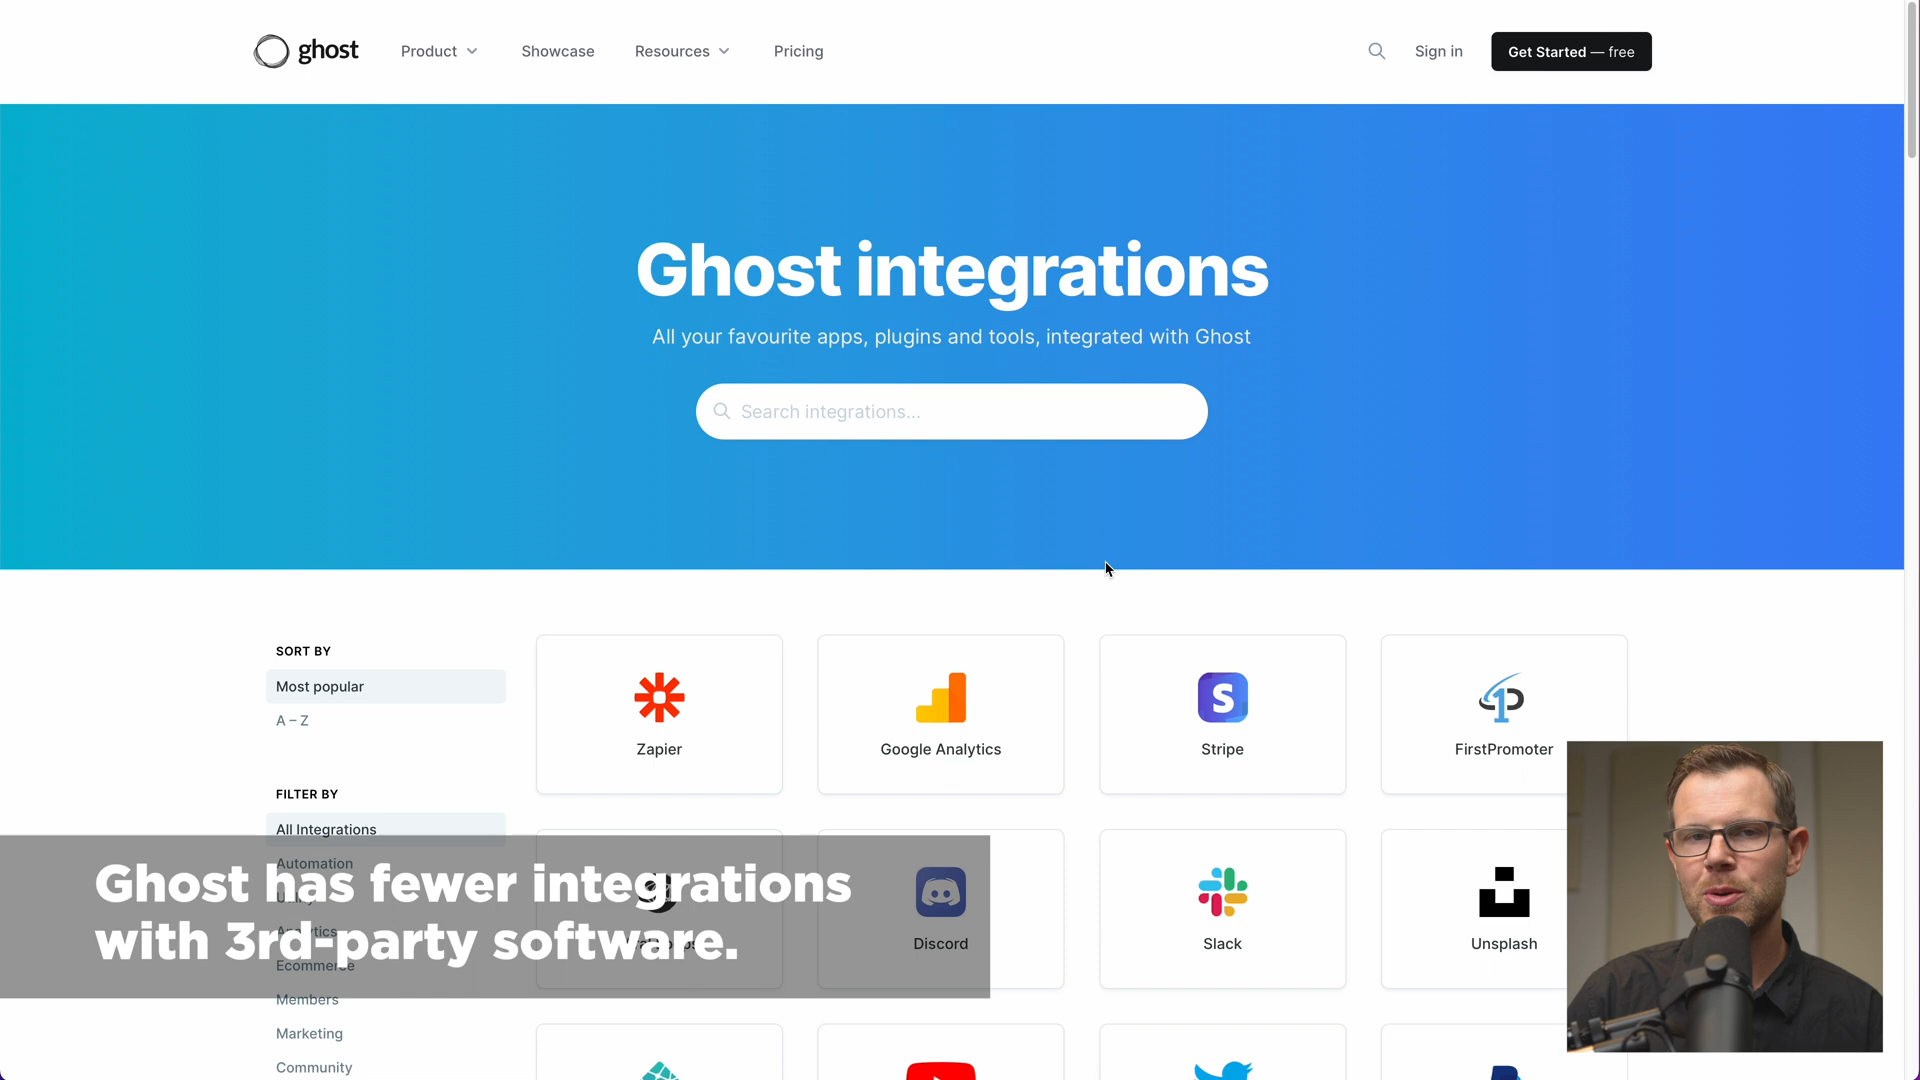 ghost
Product
Showcase
Resources
Pricing
Sign in
Get Started — free
Ghost integrations
All your favourite apps, plugins and tools, integrated with Ghost
Search integrations...
SORT BY
Most popular
A – Z
FILTER BY
All Integrations
Automation
Analytics
Ecommerce
Members
Marketing
Community
Zapier
Google Analytics
Stripe
FirstPromoter
Discord
Slack
Unsplash
Ghost has fewer integrations
with 3rd-party software.